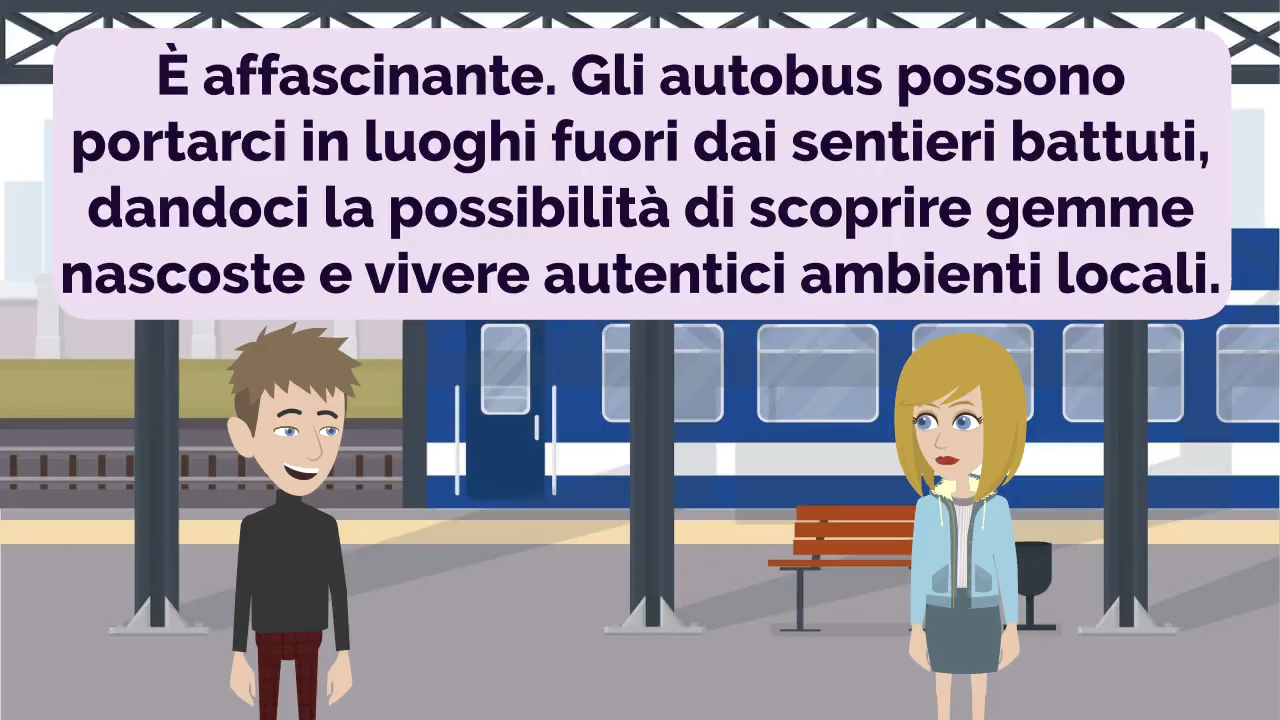 È affascinante. Gli autobus possono
portarci in luoghi fuori dai sentieri battuti,
dandoci la possibilità di scoprire gemme
nascoste e vivere autentici ambienti locali.